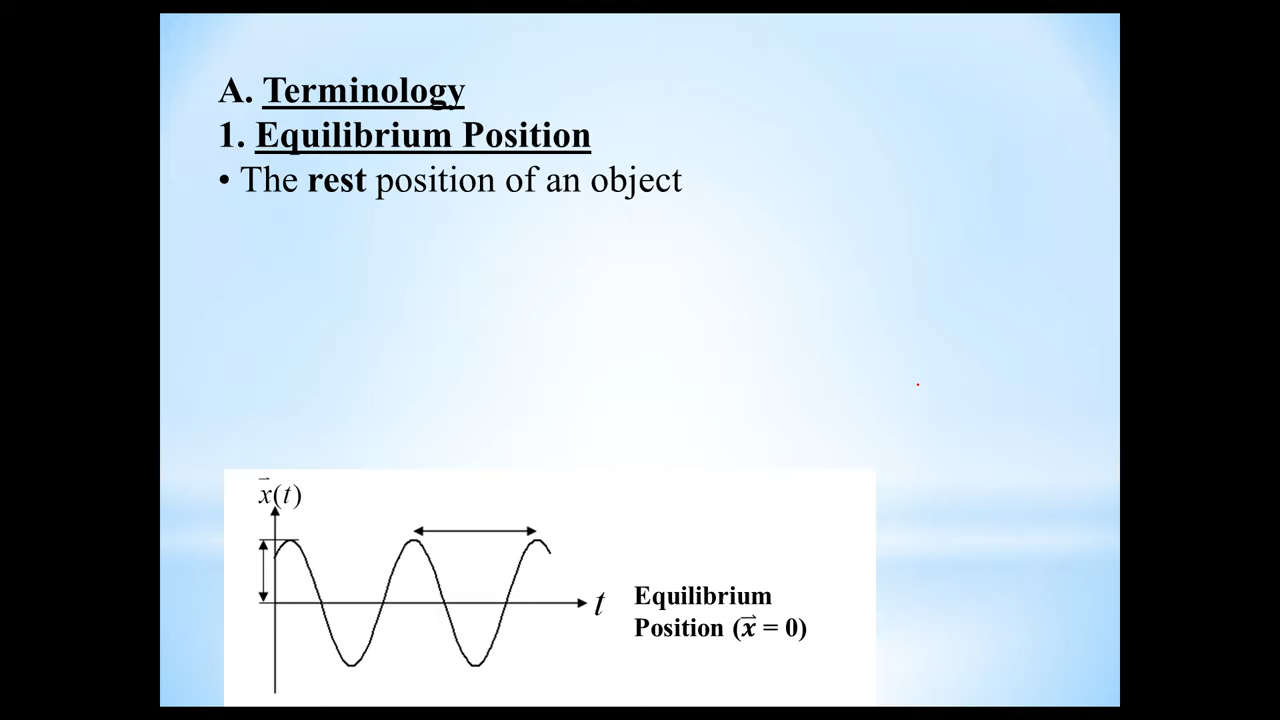 A. Terminology
1. Equilibrium Position
• The rest position of an object
x⃗(t)
t
Equilibrium
Position (x⃗ = 0)